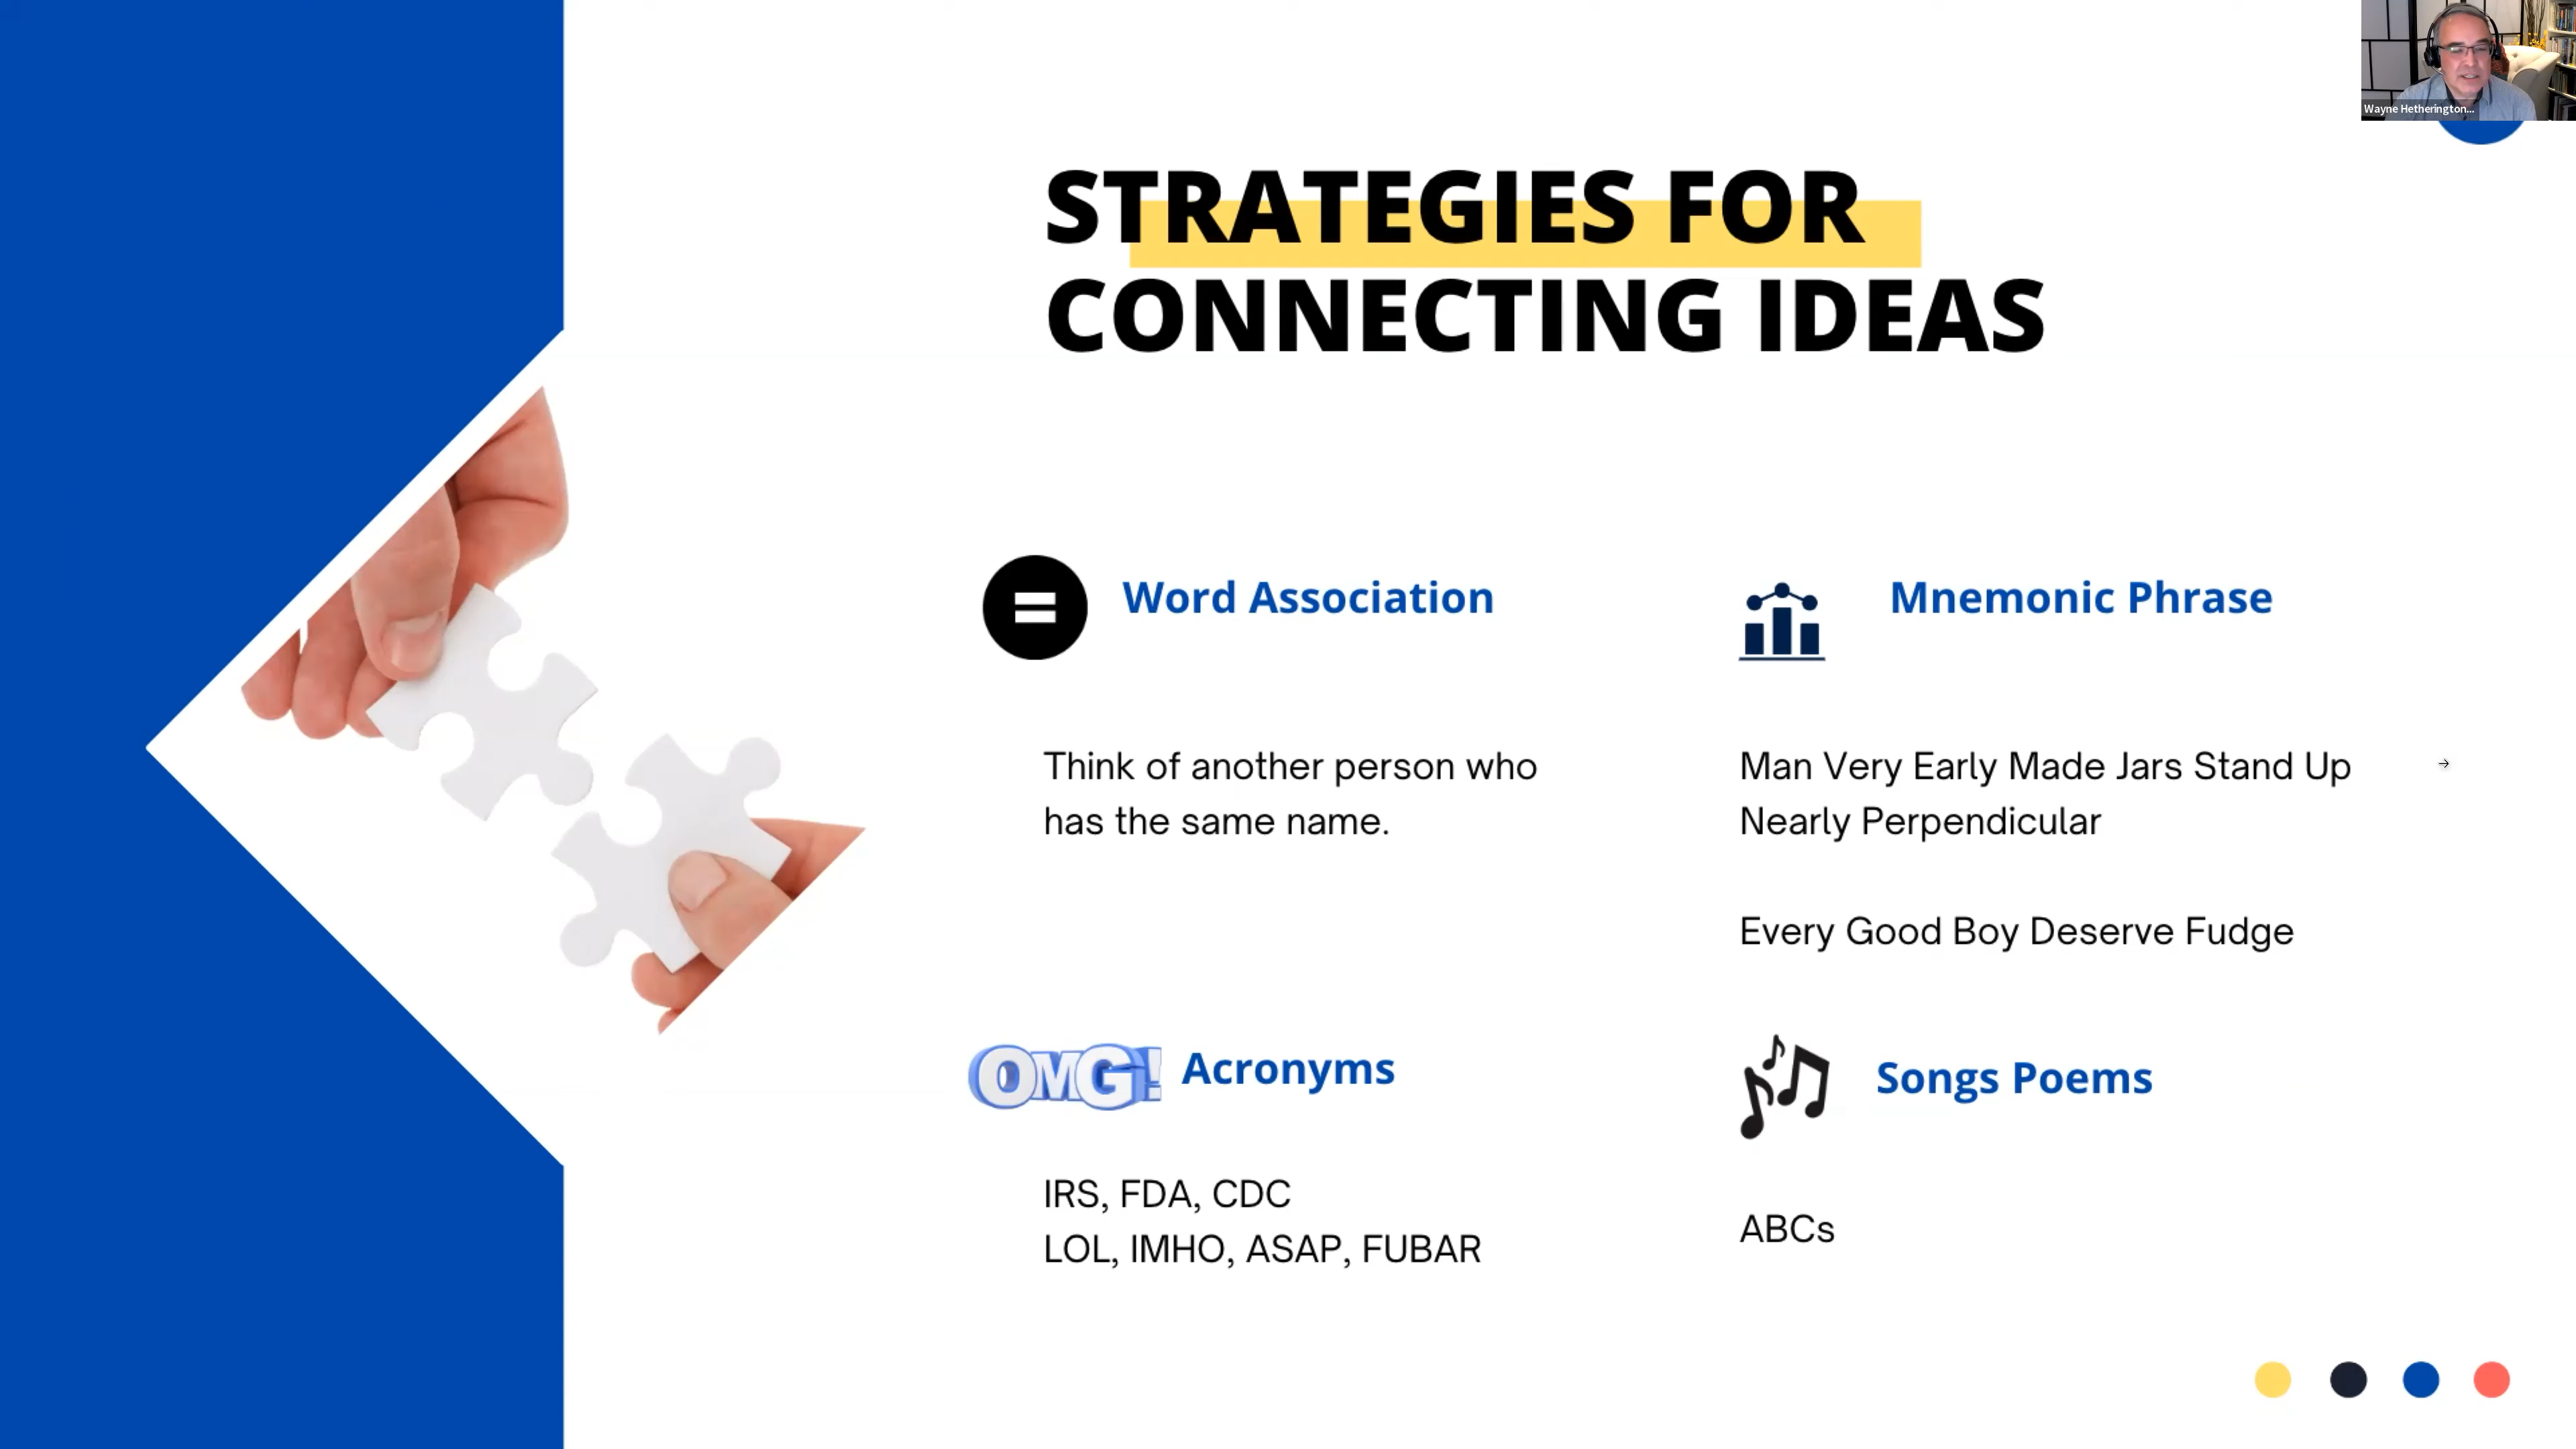 Wayne Hetherington...
STRATEGIES FOR
CONNECTING IDEAS
Word Association
Think of another person who
has the same name.
Mnemonic Phrase
Man Very Early Made Jars Stand Up
Nearly Perpendicular
Every Good Boy Deserve Fudge
OMG!
Acronyms
IRS, FDA, CDC
LOL, IMHO, ASAP, FUBAR
Songs Poems
ABCs